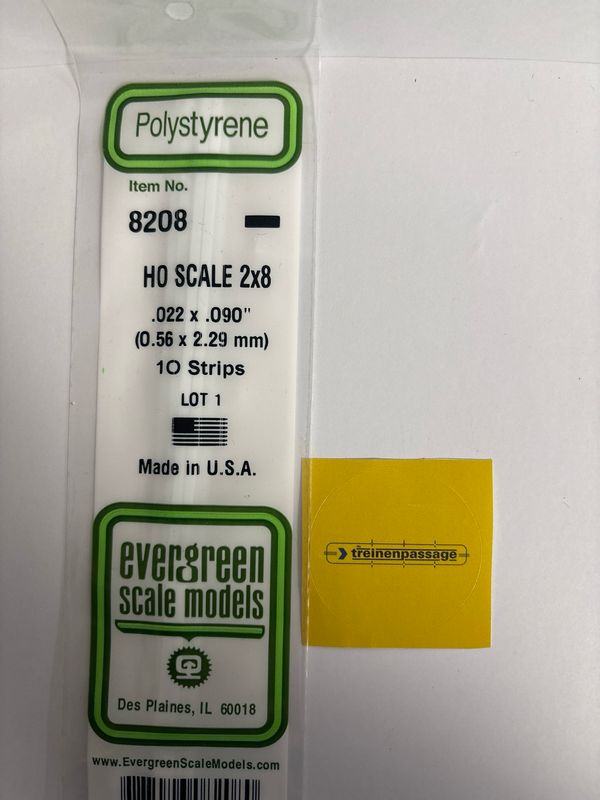 Polystyrene
Item No.
8208
HO SCALE 2x8
.022 x .090"
(0.56 x 2.29 mm)
10 Strips
LOT 1
Made in U.S.A.
evergreen
scale models
Des Plaines, IL 60018
www.EvergreenScaleModels.com
treinenpassage